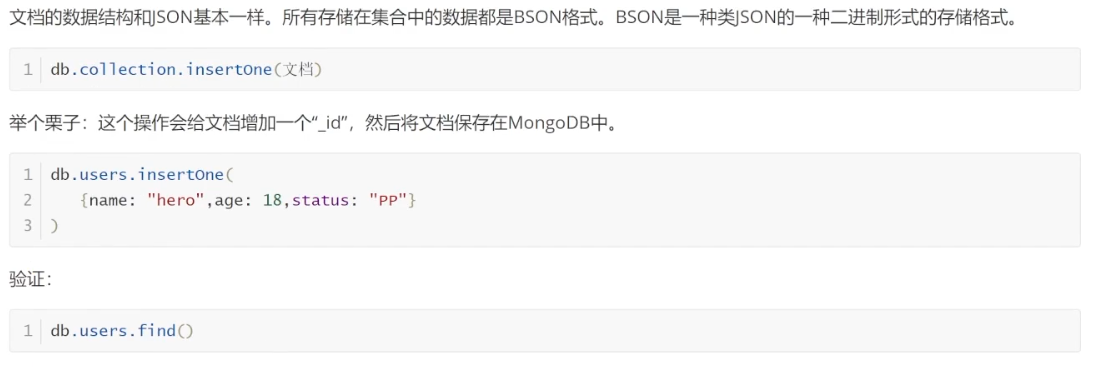 文档的数据结构和JSON基本一样。所有存储在集合中的数据都是BSON格式。BSON是一种类JSON的一种二进制形式的存储格式。
1 db.collection.insertOne(文档)
举个栗子：这个操作会给文档增加一个“_id”，然后将文档保存在MongoDB中。
1 db.users.insertOne(
2    {name: "hero",age: 18,status: "PP"}
3 )
验证：
1 db.users.find()